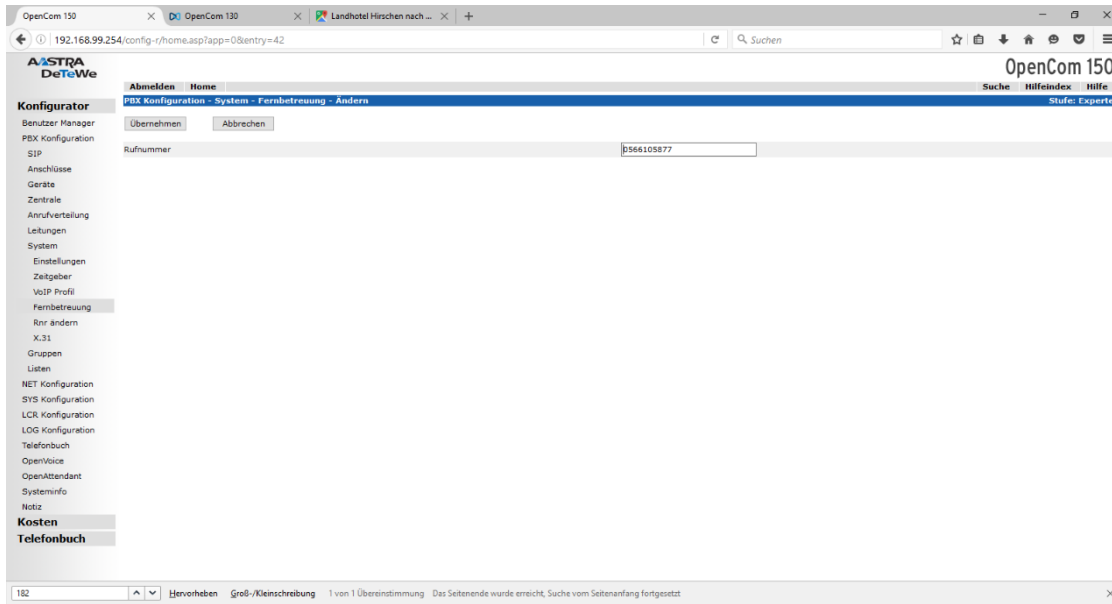 OpenCom 150
OpenCom 130
Landhotel Hirschen nach ...
192.168.99.254/config-r/home.asp?app=0&entry=42
Suchen
AASTRA
DeTeWe
OpenCom 150
Abmelden Home
Suche Hilfeindex Hilfe
PBX Konfiguration - System - Fernbetreuung - Ändern
Stufe: Experte
Übernehmen
Abbrechen
Rufnummer
0566105877
Konfigurator
Benutzer Manager
PBX Konfiguration
SIP
Anschlüsse
Geräte
Zentrale
Anrufverteilung
Leitungen
System
Einstellungen
Zeitgeber
VoIP Profil
Fernbetreuung
Rnr ändern
X.31
Gruppen
Listen
NET Konfiguration
SYS Konfiguration
LCR Konfiguration
LOG Konfiguration
Telefonbuch
OpenVoice
OpenAttendant
Systeminfo
Notiz
Kosten
Telefonbuch
182
Hervorheben Groß-/Kleinschreibung 1 von 1 Übereinstimmung Das Seitenende wurde erreicht, Suche vom Seitenanfang fortgesetzt